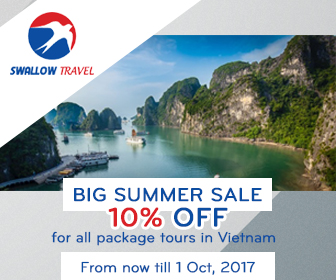 SWALLOW TRAVEL
BIG SUMMER SALE
10% OFF
for all package tours in Vietnam
From now till 1 Oct, 2017